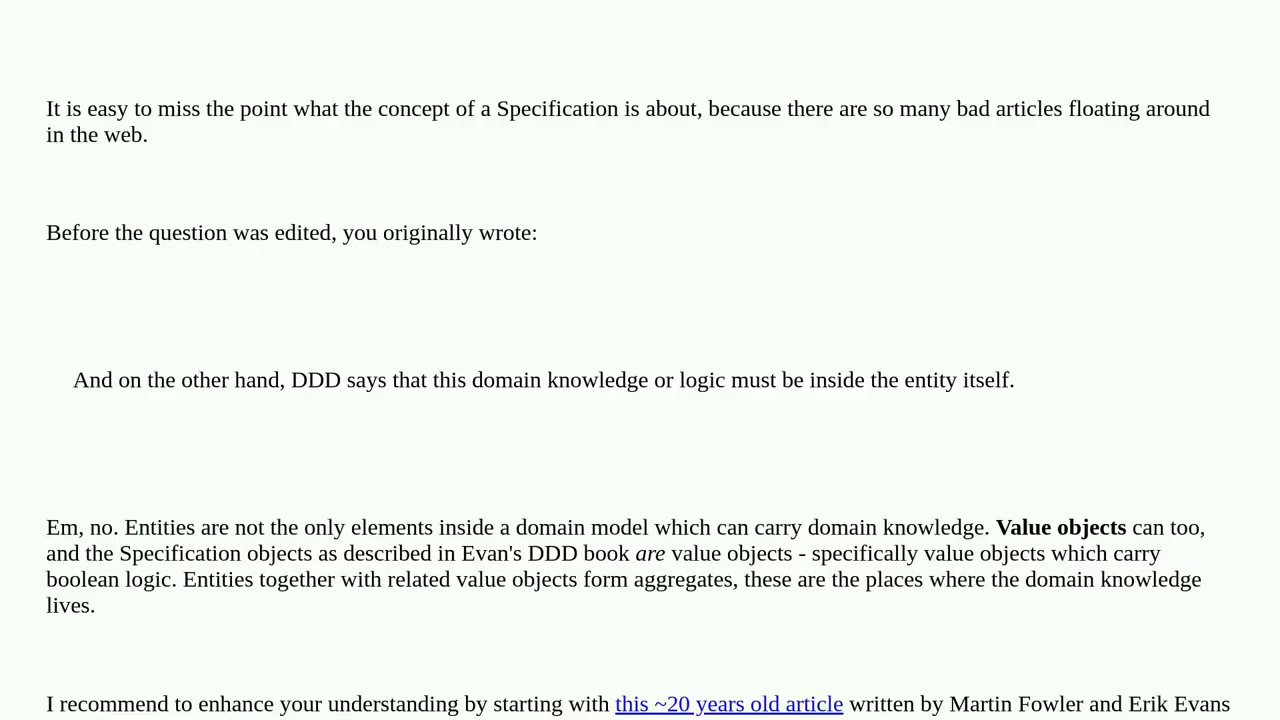 It is easy to miss the point what the concept of a Specification is about, because there are so many bad articles floating around
in the web.
Before the question was edited, you originally wrote:
And on the other hand, DDD says that this domain knowledge or logic must be inside the entity itself.
Em, no. Entities are not the only elements inside a domain model which can carry domain knowledge. Value objects can too,
and the Specification objects as described in Evan's DDD book are value objects - specifically value objects which carry
boolean logic. Entities together with related value objects form aggregates, these are the places where the domain knowledge
lives.
I recommend to enhance your understanding by starting with this ~20 years old article written by Martin Fowler and Erik Evans